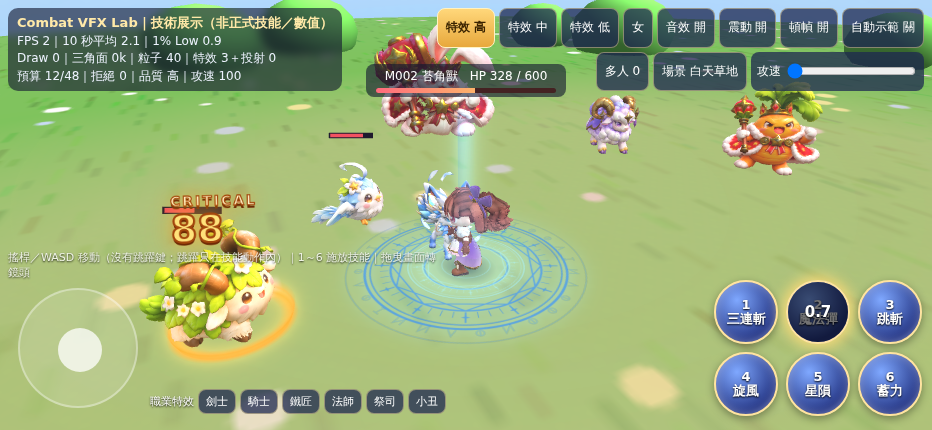 Combat VFX Lab｜技術展示（非正式技能／數值）
FPS 2｜10 秒平均 2.1｜1% Low 0.9
Draw 0｜三角面 0k｜粒子 40｜特效 3＋投射 0
預算 12/48｜拒絕 0｜品質 高｜攻速 100
特效 高
特效 中
特效 低
女
音效 開
震動 開
頓幀 開
自動示範 關
多人 0
場景 白天草地
攻速
M002 苔角獸 HP 328 / 600
CRITICAL
88
搖桿／WASD 移動（沒有跳躍鍵；跳躍只在技能動作內）｜1～6 施放技能｜拖曳畫面轉
鏡頭
1
三連斬
2
魔法彈
0.7
3
跳斬
4
旋風
5
星隕
6
蓄力
職業特效
劍士
騎士
鐵匠
法師
祭司
小丑